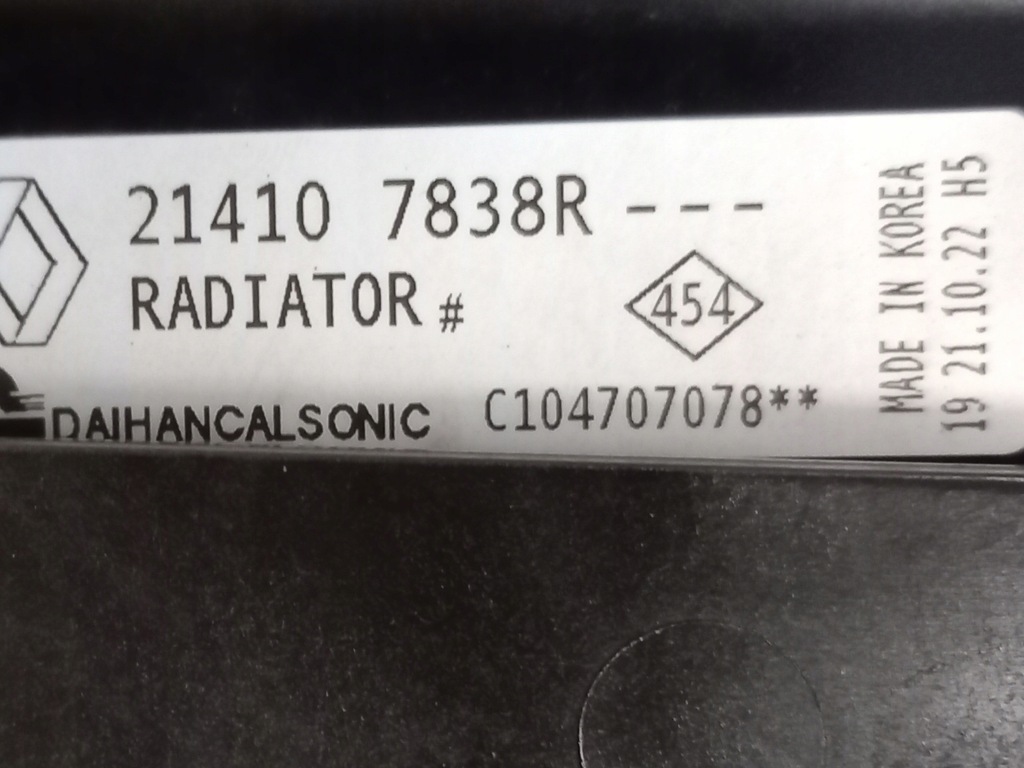 21410 7838R ---
RADIATOR #
454
DAIHANCALSONIC
C104707078**
MADE IN KOREA
19 21.10.22 H5